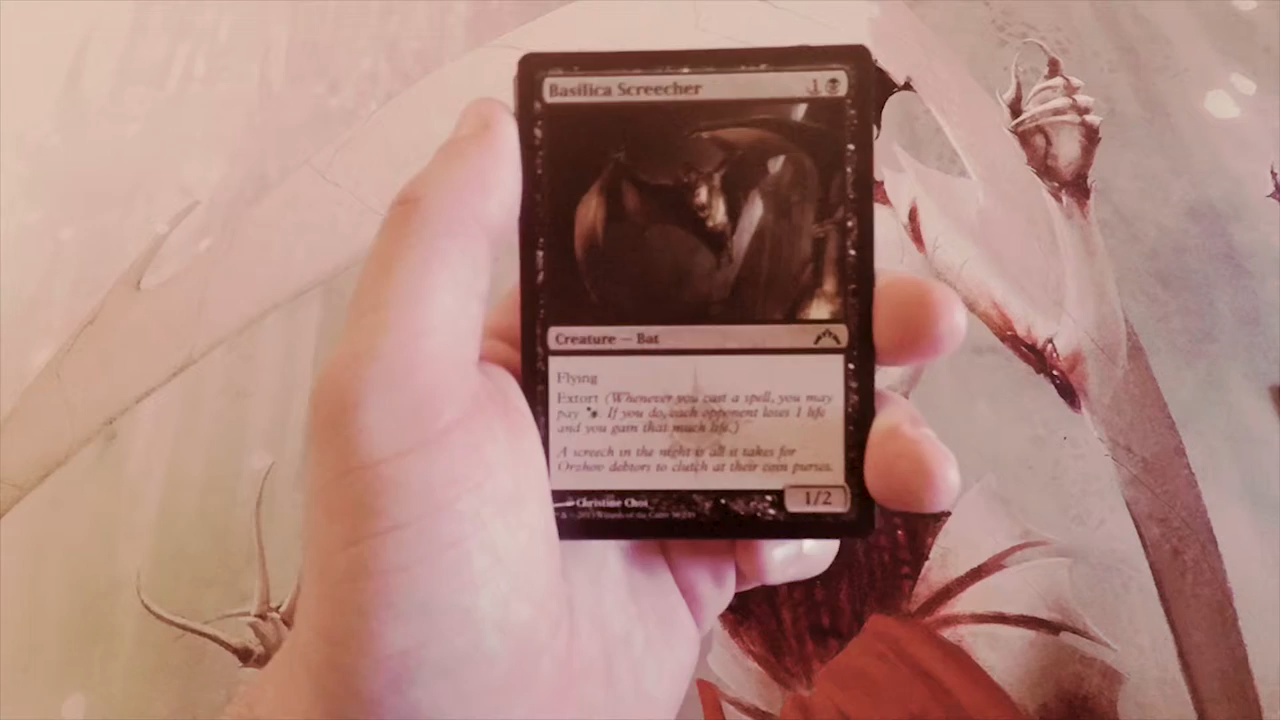 Basilica Screecher 1
Creature — Bat
Flying
Extort (Whenever you cast a spell, you may
pay . If you do, each opponent loses 1 life
and you gain that much life.)
A screech in the night is all it takes for
Orzhov debtors to clutch at their coin purses.
1/2
Christine Choi